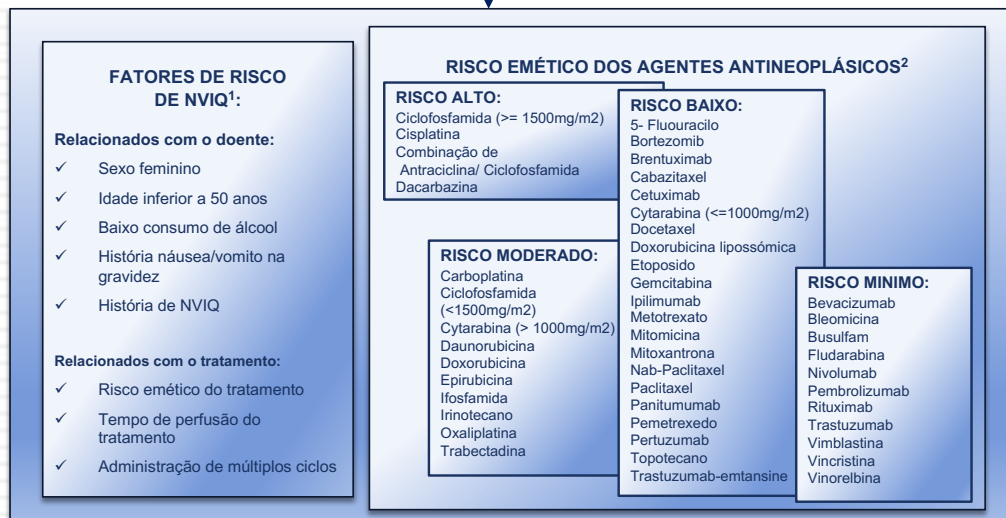 FATORES DE RISCO
DE NVIQ1:
Relacionados com o doente:
✓ Sexo feminino
✓ Idade inferior a 50 anos
✓ Baixo consumo de álcool
✓ História náusea/vomito na
gravidez
✓ História de NVIQ
Relacionados com o tratamento:
✓ Risco emético do tratamento
✓ Tempo de perfusão do
tratamento
✓ Administração de múltiplos ciclos
RISCO EMÉTICO DOS AGENTES ANTINEOPLÁSICOS2
RISCO ALTO:
Ciclofosfamida (>= 1500mg/m2)
Cisplatina
Combinação de
Antraciclina/ Ciclofosfamida
Dacarbazina
RISCO MODERADO:
Carboplatina
Ciclofosfamida
(<1500mg/m2)
Cytarabina (> 1000mg/m2)
Daunorubicina
Doxorubicina
Epirubicina
Ifosfamida
Irinotecano
Oxaliplatina
Trabectadina
RISCO BAIXO:
5- Fluouracilo
Bortezomib
Brentuximab
Cabazitaxel
Cetuximab
Cytarabina (<=1000mg/m2)
Docetaxel
Doxorubicina lipossómica
Etoposido
Gemcitabina
Ipilimumab
Metotrexato
Mitomicina
Mitoxantrona
Nab-Paclitaxel
Paclitaxel
Panitumumab
Pemetrexedo
Pertuzumab
Topotecano
Trastuzumab-emtansine
RISCO MINIMO:
Bevacizumab
Bleomicina
Busulfam
Fludarabina
Nivolumab
Pembrolizumab
Rituximab
Trastuzumab
Vimblastina
Vincristina
Vinorelbina